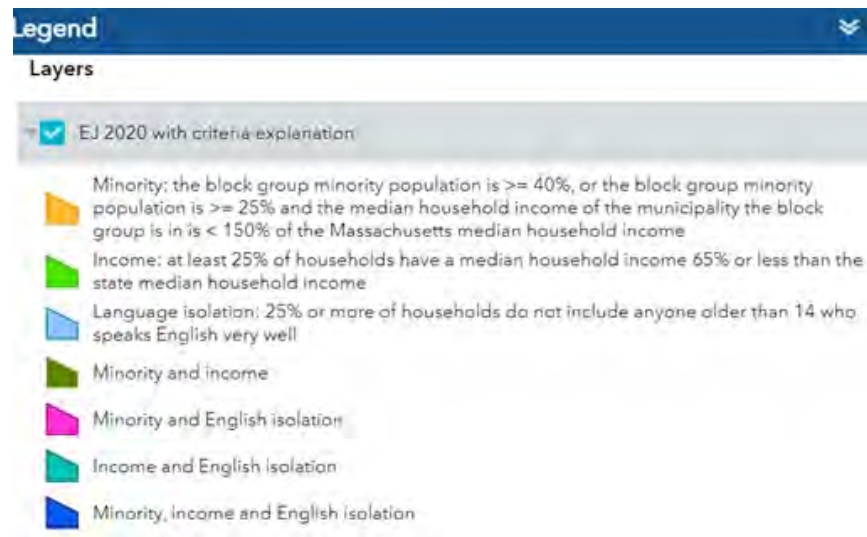 Legend
Layers
EJ 2020 with criteria explanation
Minority: the block group minority population is >= 40%, or the block group minority
population is >= 25% and the median household income of the municipality the block
group is in is < 150% of the Massachusetts median household income
Income: at least 25% of households have a median household income 65% or less than the
state median household income
Language isolation: 25% or more of households do not include anyone older than 14 who
speaks English very well
Minority and income
Minority and English isolation
Income and English isolation
Minority, income and English isolation